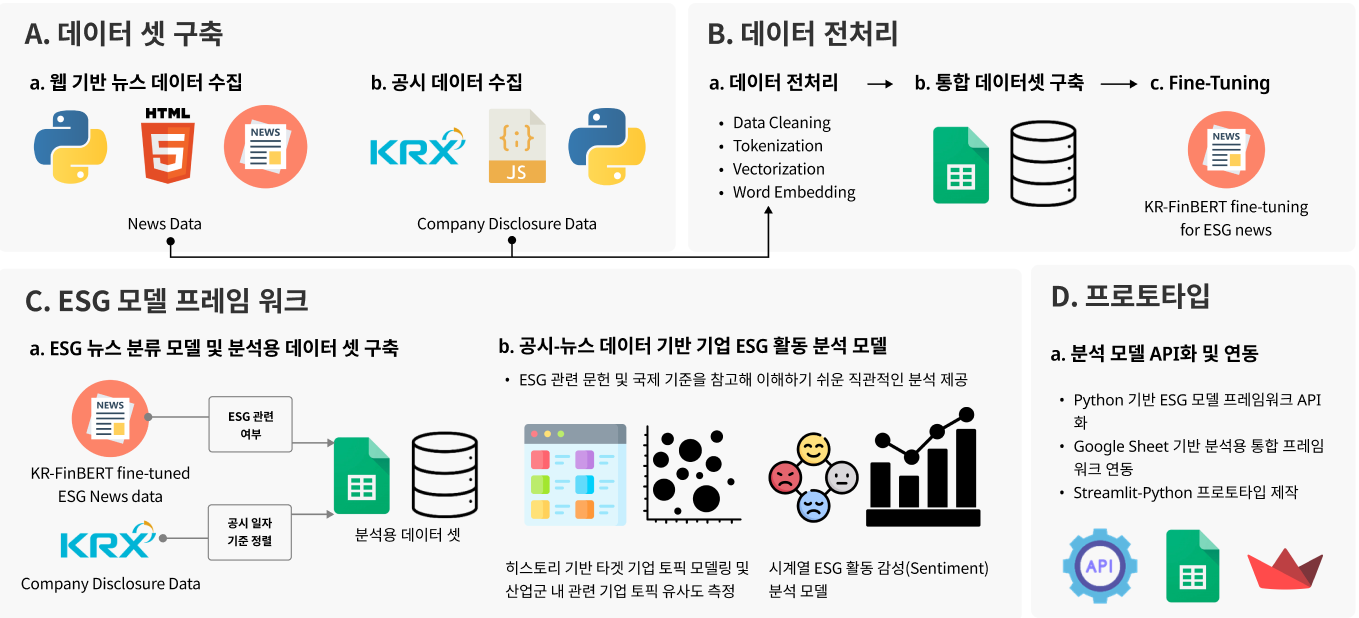 A. 데이터 셋 구축
a. 웹 기반 뉴스 데이터 수집
HTML
5
NEWS
News Data
b. 공시 데이터 수집
KRX
{;}
JS
Company Disclosure Data
B. 데이터 전처리
a. 데이터 전처리
• Data Cleaning
• Tokenization
• Vectorization
• Word Embedding
b. 통합 데이터셋 구축
c. Fine-Tuning
NEWS
KR-FinBERT fine-tuning
for ESG news
C. ESG 모델 프레임 워크
a. ESG 뉴스 분류 모델 및 분석용 데이터 셋 구축
NEWS
KR-FinBERT fine-tuned
ESG News data
ESG 관련
여부
KRX
Company Disclosure Data
공시 일자
기준 정렬
분석용 데이터 셋
b. 공시-뉴스 데이터 기반 기업 ESG 활동 분석 모델
• ESG 관련 문헌 및 국제 기준을 참고해 이해하기 쉬운 직관적인 분석 제공
히스토리 기반 타겟 기업 토픽 모델링 및
산업군 내 관련 기업 토픽 유사도 측정
시계열 ESG 활동 감성(Sentiment)
분석 모델
D. 프로토타입
a. 분석 모델 API화 및 연동
• Python 기반 ESG 모델 프레임워크 API
화
• Google Sheet 기반 분석용 통합 프레임
워크 연동
• Streamlit-Python 프로토타입 제작
API